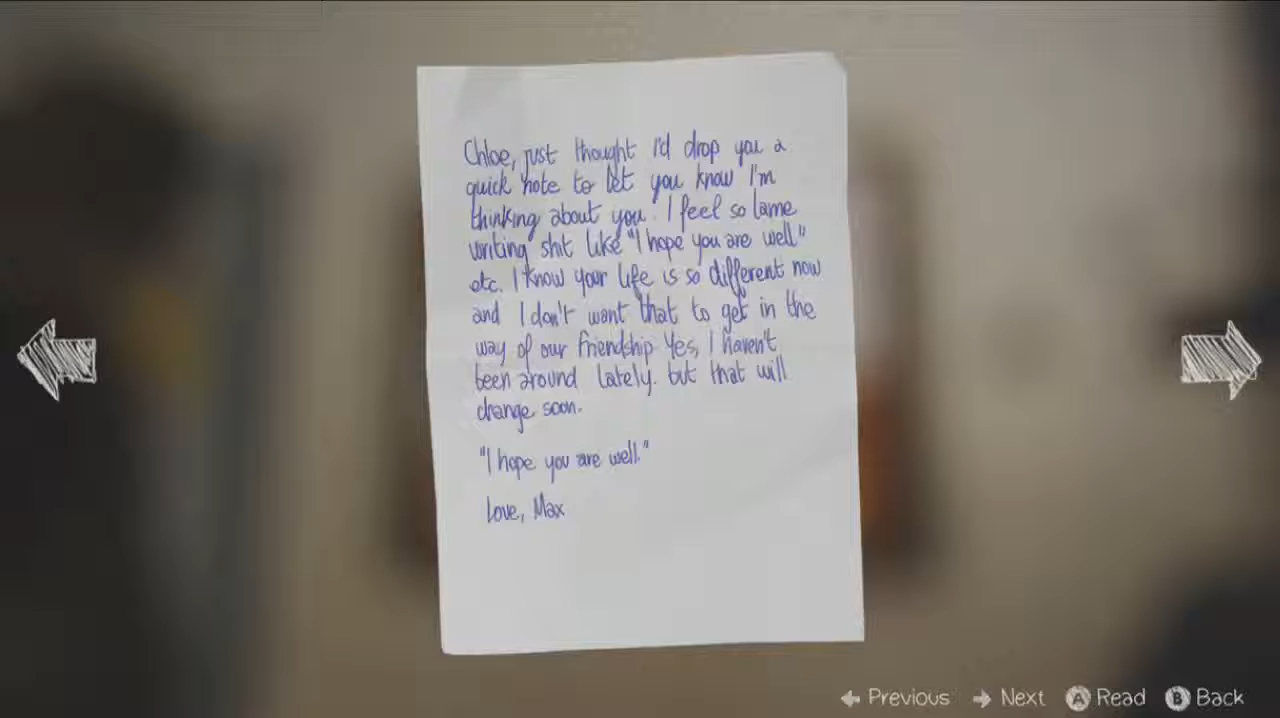 Chloe, just thought I'd drop you a
quick note to let you know I'm
thinking about you. I feel so lame
writing shit like "I hope you are well"
etc. I know your life is so different now
and I don't want that to get in the
way of our friendship. Yes, I haven't
been around lately. but that will
change soon.
"I hope you are well."
Love, Max
Previous Next A Read B Back